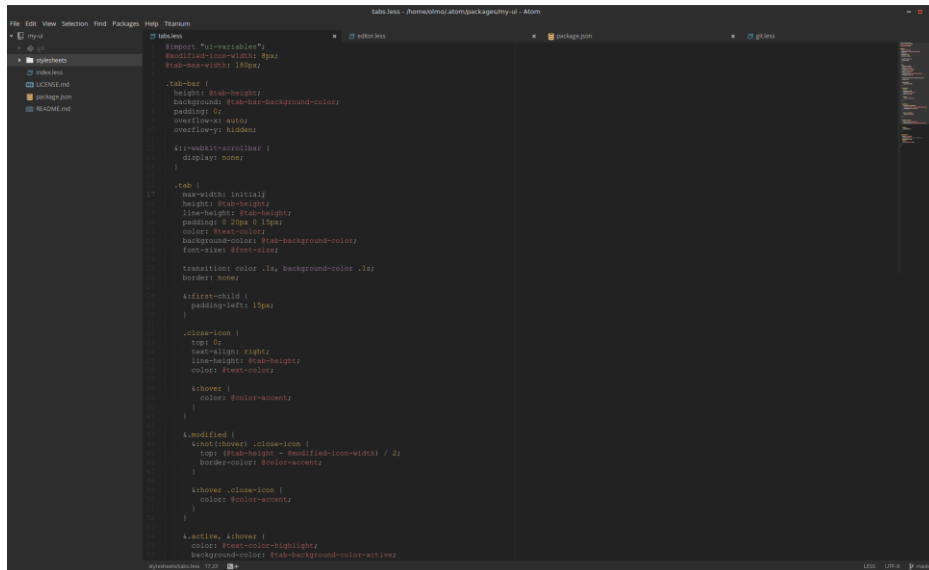 tabs.less - /home/olmo/.atom/packages/my-ui - Atom
File Edit View Selection Find Packages Help Titanium
my-ui
.git
stylesheets
index.less
LICENSE.md
package.json
README.md
tabs.less
editor.less
package.json
git.less
@import "ui-variables";
@modified-icon-width: 8px;
@tab-max-width: 180px;
.tab-bar {
height: @tab-height;
background: @tab-bar-background-color;
padding: 0;
overflow-x: auto;
overflow-y: hidden;
&::-webkit-scrollbar {
display: none;
}
.tab {
17 max-width: initial;
height: @tab-height;
line-height: @tab-height;
padding: 0 20px 0 15px;
color: @text-color;
background-color: @tab-background-color;
font-size: @font-size;
transition: color .1s, background-color .1s;
border: none;
&:first-child {
padding-left: 15px;
}
.close-icon {
top: 0;
text-align: right;
line-height: @tab-height;
color: @text-color;
&:hover {
color: @color-accent;
}
}
&.modified {
&:not(:hover) .close-icon {
top: (@tab-height - @modified-icon-width) / 2;
border-color: @color-accent;
}
&:hover .close-icon {
color: @color-accent;
}
}
&.active, &:hover {
color: @text-color-highlight;
background-color: @tab-background-color-active;
stylesheets/tabs.less 17,23
LESS UTF-8